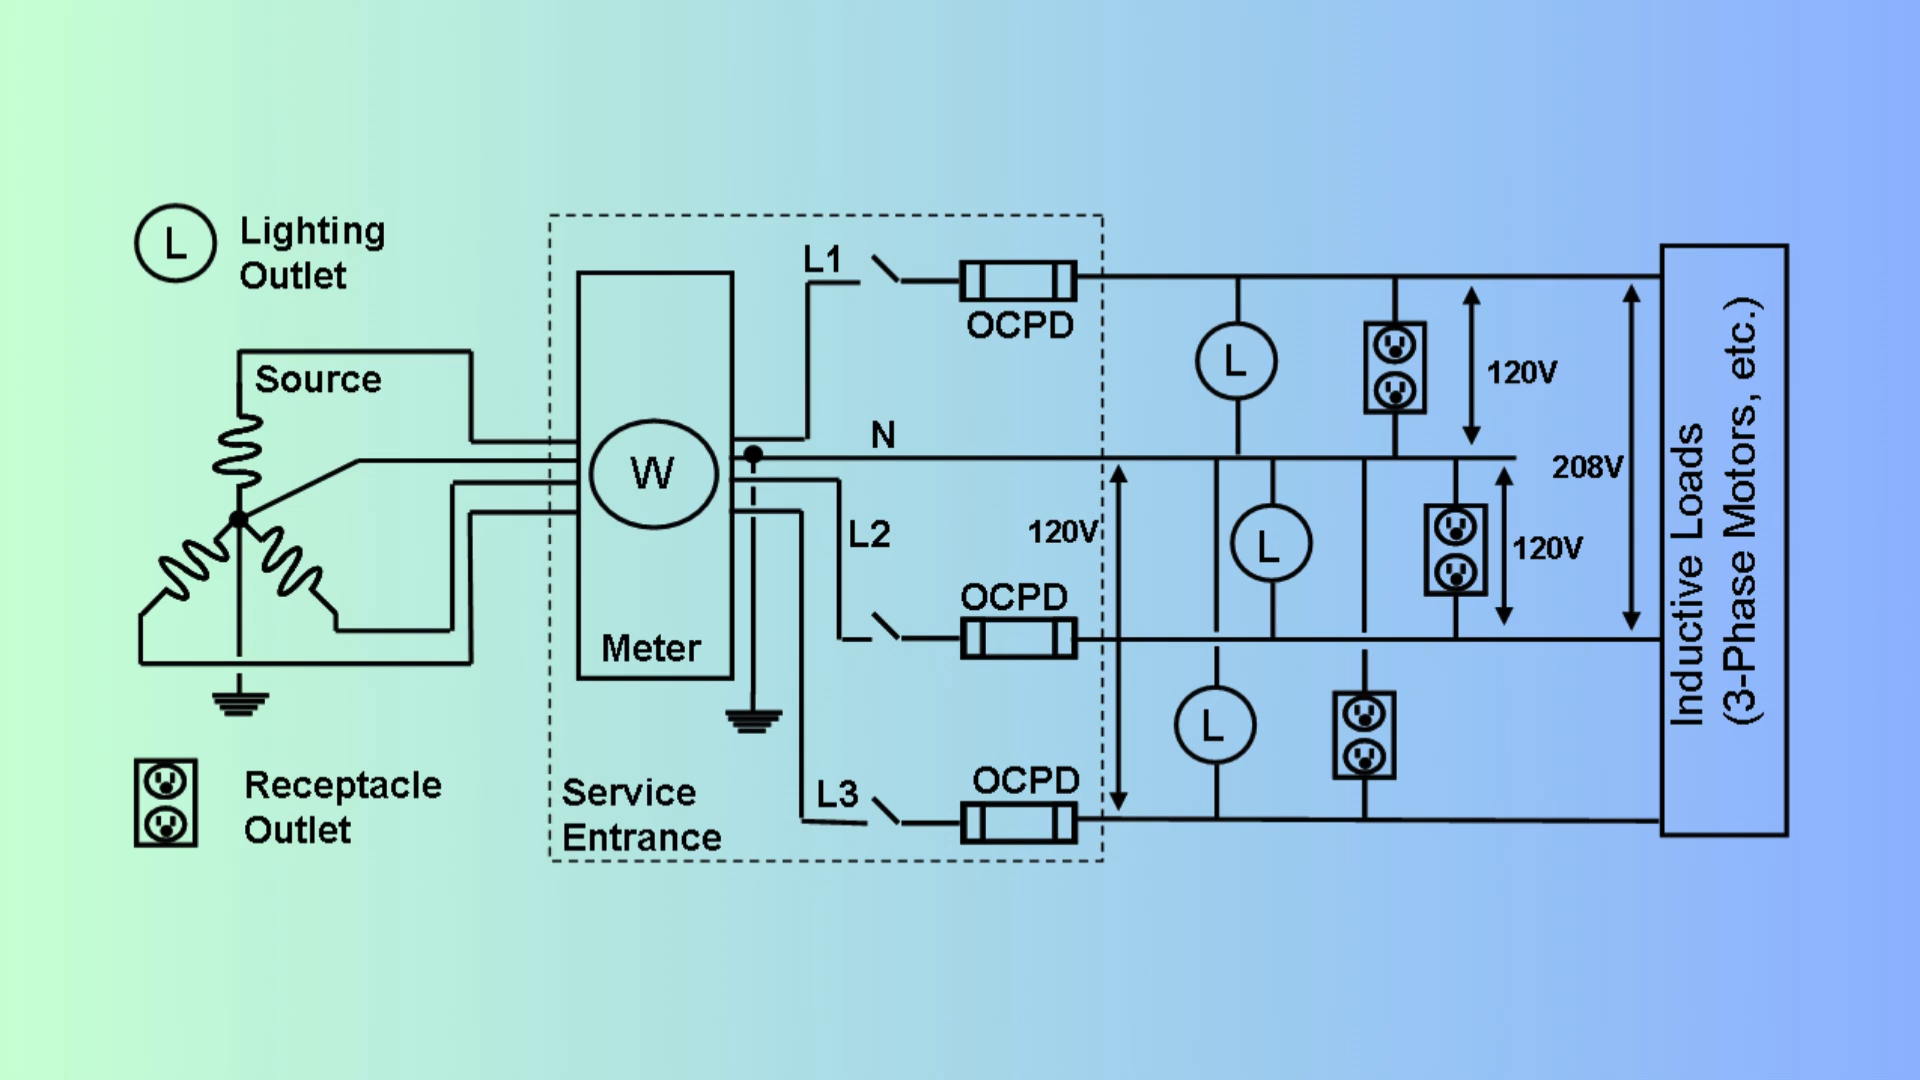 L
Lighting
Outlet
Source
W
Meter
Receptacle
Outlet
Service
Entrance
L1
OCPD
N
L2
120V
OCPD
L3
OCPD
L
120V
L
120V
L
208V
Inductive Loads
(3-Phase Motors, etc.)